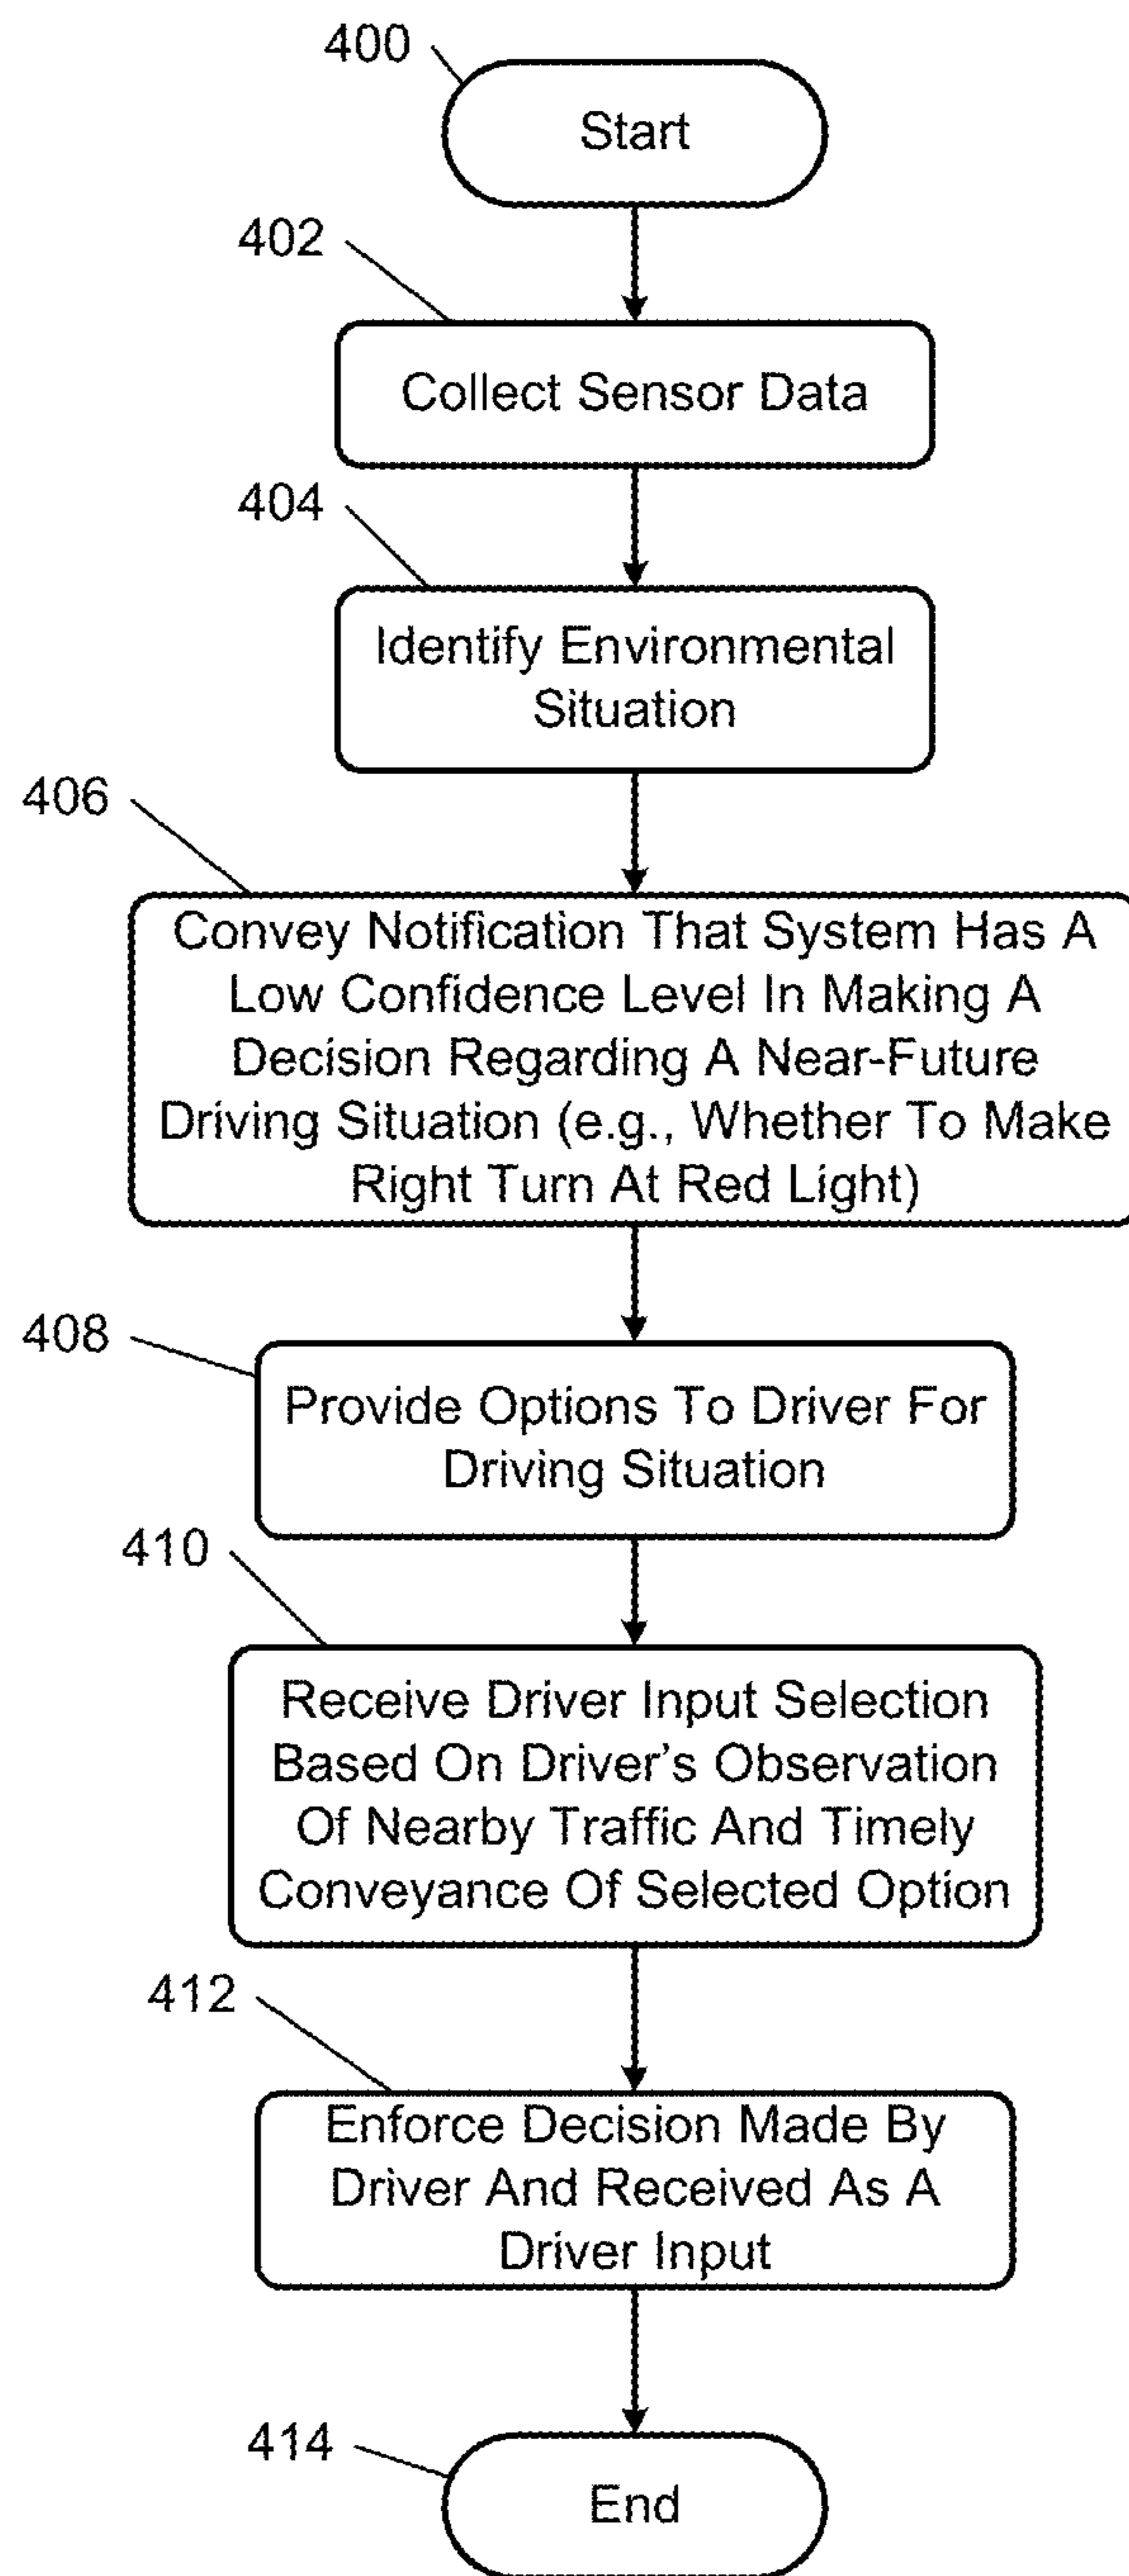 400
Start
402
Collect Sensor Data
404
Identify Environmental
Situation
406
Convey Notification That System Has A
Low Confidence Level In Making A
Decision Regarding A Near-Future
Driving Situation (e.g., Whether To Make
Right Turn At Red Light)
408
Provide Options To Driver For
Driving Situation
410
Receive Driver Input Selection
Based On Driver's Observation
Of Nearby Traffic And Timely
Conveyance Of Selected Option
412
Enforce Decision Made By
Driver And Received As A
Driver Input
414
End